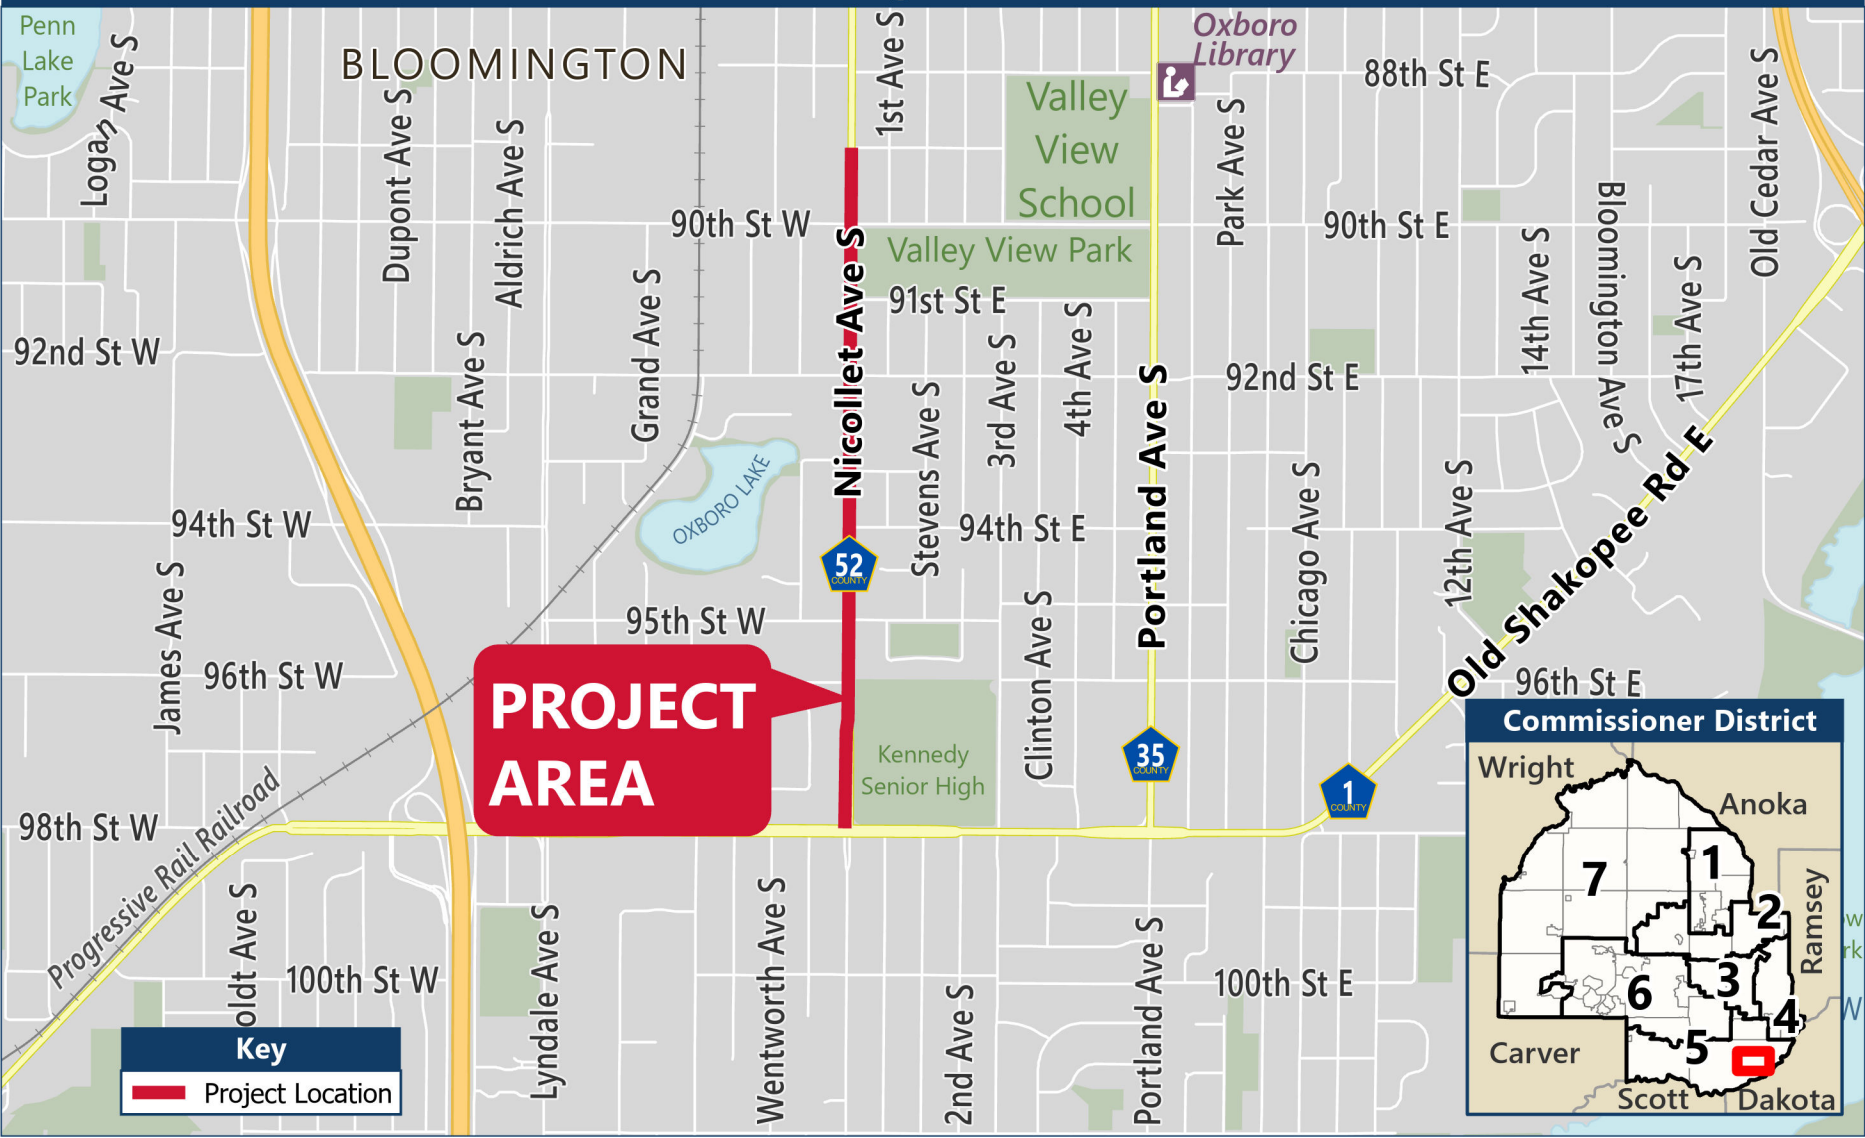 Penn
Lake
Park
Logan Ave S
BLOOMINGTON
1st Ave S
Oxboro
Library
88th St E
Old Cedar Ave S
Dupont Ave S
Aldrich Ave S
Valley
View
School
Park Ave S
90th St W
Nicollet Ave S
Valley View Park
90th St E
14th Ave S
Bloomington Ave S
17th Ave S
91st St E
92nd St W
Grand Ave S
Bryant Ave S
3rd Ave S
4th Ave S
92nd St E
Stevens Ave S
Portland Ave S
Old Shakopee Rd E
OXBORO LAKE
94th St W
94th St E
Chicago Ave S
12th Ave S
52
COUNTY
James Ave S
95th St W
Clinton Ave S
96th St W
96th St E
PROJECT
AREA
Kennedy
Senior High
35
COUNTY
1
COUNTY
98th St W
Progressive Rail Railroad
oldt Ave S
100th St W
Lyndale Ave S
Wentworth Ave S
2nd Ave S
Portland Ave S
100th St E
Key
Project Location
Commissioner District
Wright
Anoka
7
1
2
Ramsey
6
3
4
5
Carver
Scott
Dakota